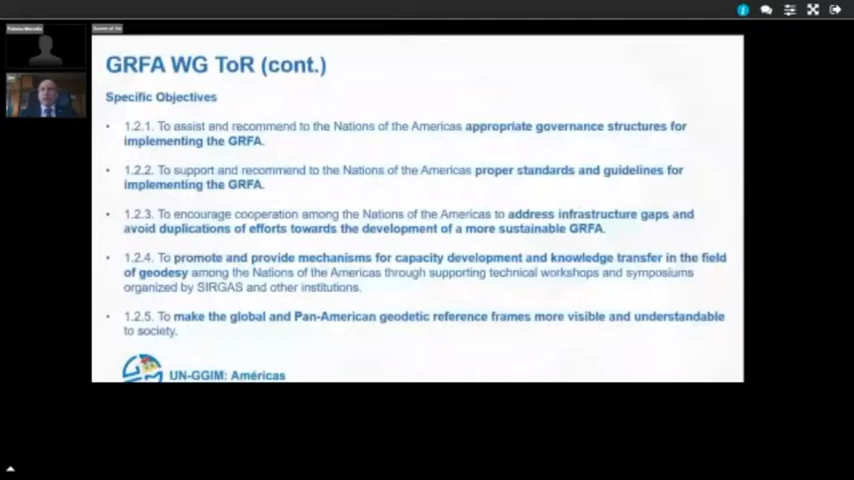 GRFA WG ToR (cont.)
Specific Objectives
• 1.2.1. To assist and recommend to the Nations of the Americas appropriate governance structures for
implementing the GRFA.
• 1.2.2. To support and recommend to the Nations of the Americas proper standards and guidelines for
implementing the GRFA.
• 1.2.3. To encourage cooperation among the Nations of the Americas to address infrastructure gaps and
avoid duplications of efforts towards the development of a more sustainable GRFA.
• 1.2.4. To promote and provide mechanisms for capacity development and knowledge transfer in the field
of geodesy among the Nations of the Americas through supporting technical workshops and symposiums
organized by SIRGAS and other institutions.
• 1.2.5. To make the global and Pan-American geodetic reference frames more visible and understandable
to society.
UN-GGIM: Américas